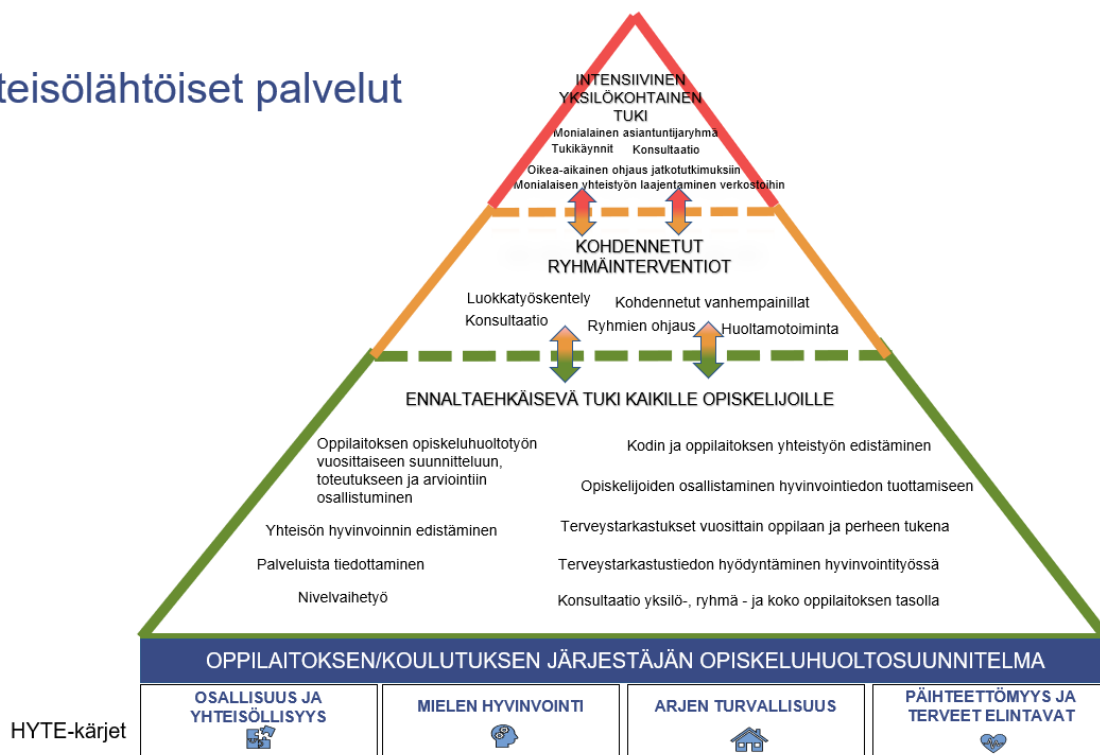 teisölähtöiset palvelut
INTENSIIVINEN
YKSILÖKOHTAINEN
TUKI
Monialainen asiantuntijaryhmä
Tukikäynnit Konsultaatio
Oikea-aikainen ohjaus jatkotutkimuksiin
Monialaisen yhteistyön laajentaminen verkostoihin
KOHDENNETUT
RYHMÄINTERVENTIOT
Luokkatyöskentely
Kohdennetut vanhempainillat
Konsultaatio
Ryhmien ohjaus
Huoltamotoiminta
ENNALTAEHKÄISEVÄ TUKI KAIKILLE OPISKELIJOILLE
Oppilaitoksen opiskeluhuoltotyön
vuosittaiseen suunnitteluun,
toteutukseen ja arviointiin
osallistuminen
Yhteisön hyvinvoinnin edistäminen
Palveluista tiedottaminen
Nivelvaihetyö
Kodin ja oppilaitoksen yhteistyön edistäminen
Opiskelijoiden osallistaminen hyvinvointiedon tuottamiseen
Terveystarkastukset vuosittain oppilaan ja perheen tukena
Terveystarkastustiedon hyödyntäminen hyvinvointityössä
Konsultaatio yksilö-, ryhmä - ja koko oppilaitoksen tasolla
OPPILAITOKSEN/KOULUTUKSEN JÄRJESTÄJÄN OPISKELUHUOLTOSUUNNITELMA
HYTE-kärjet
OSALLISUUS JA
YHTEISÖLLISYYS
MIELEN HYVINVOINTI
ARJEN TURVALLISUUS
PÄIHTEETTÖMYYS JA
TERVEET ELINTAVAT